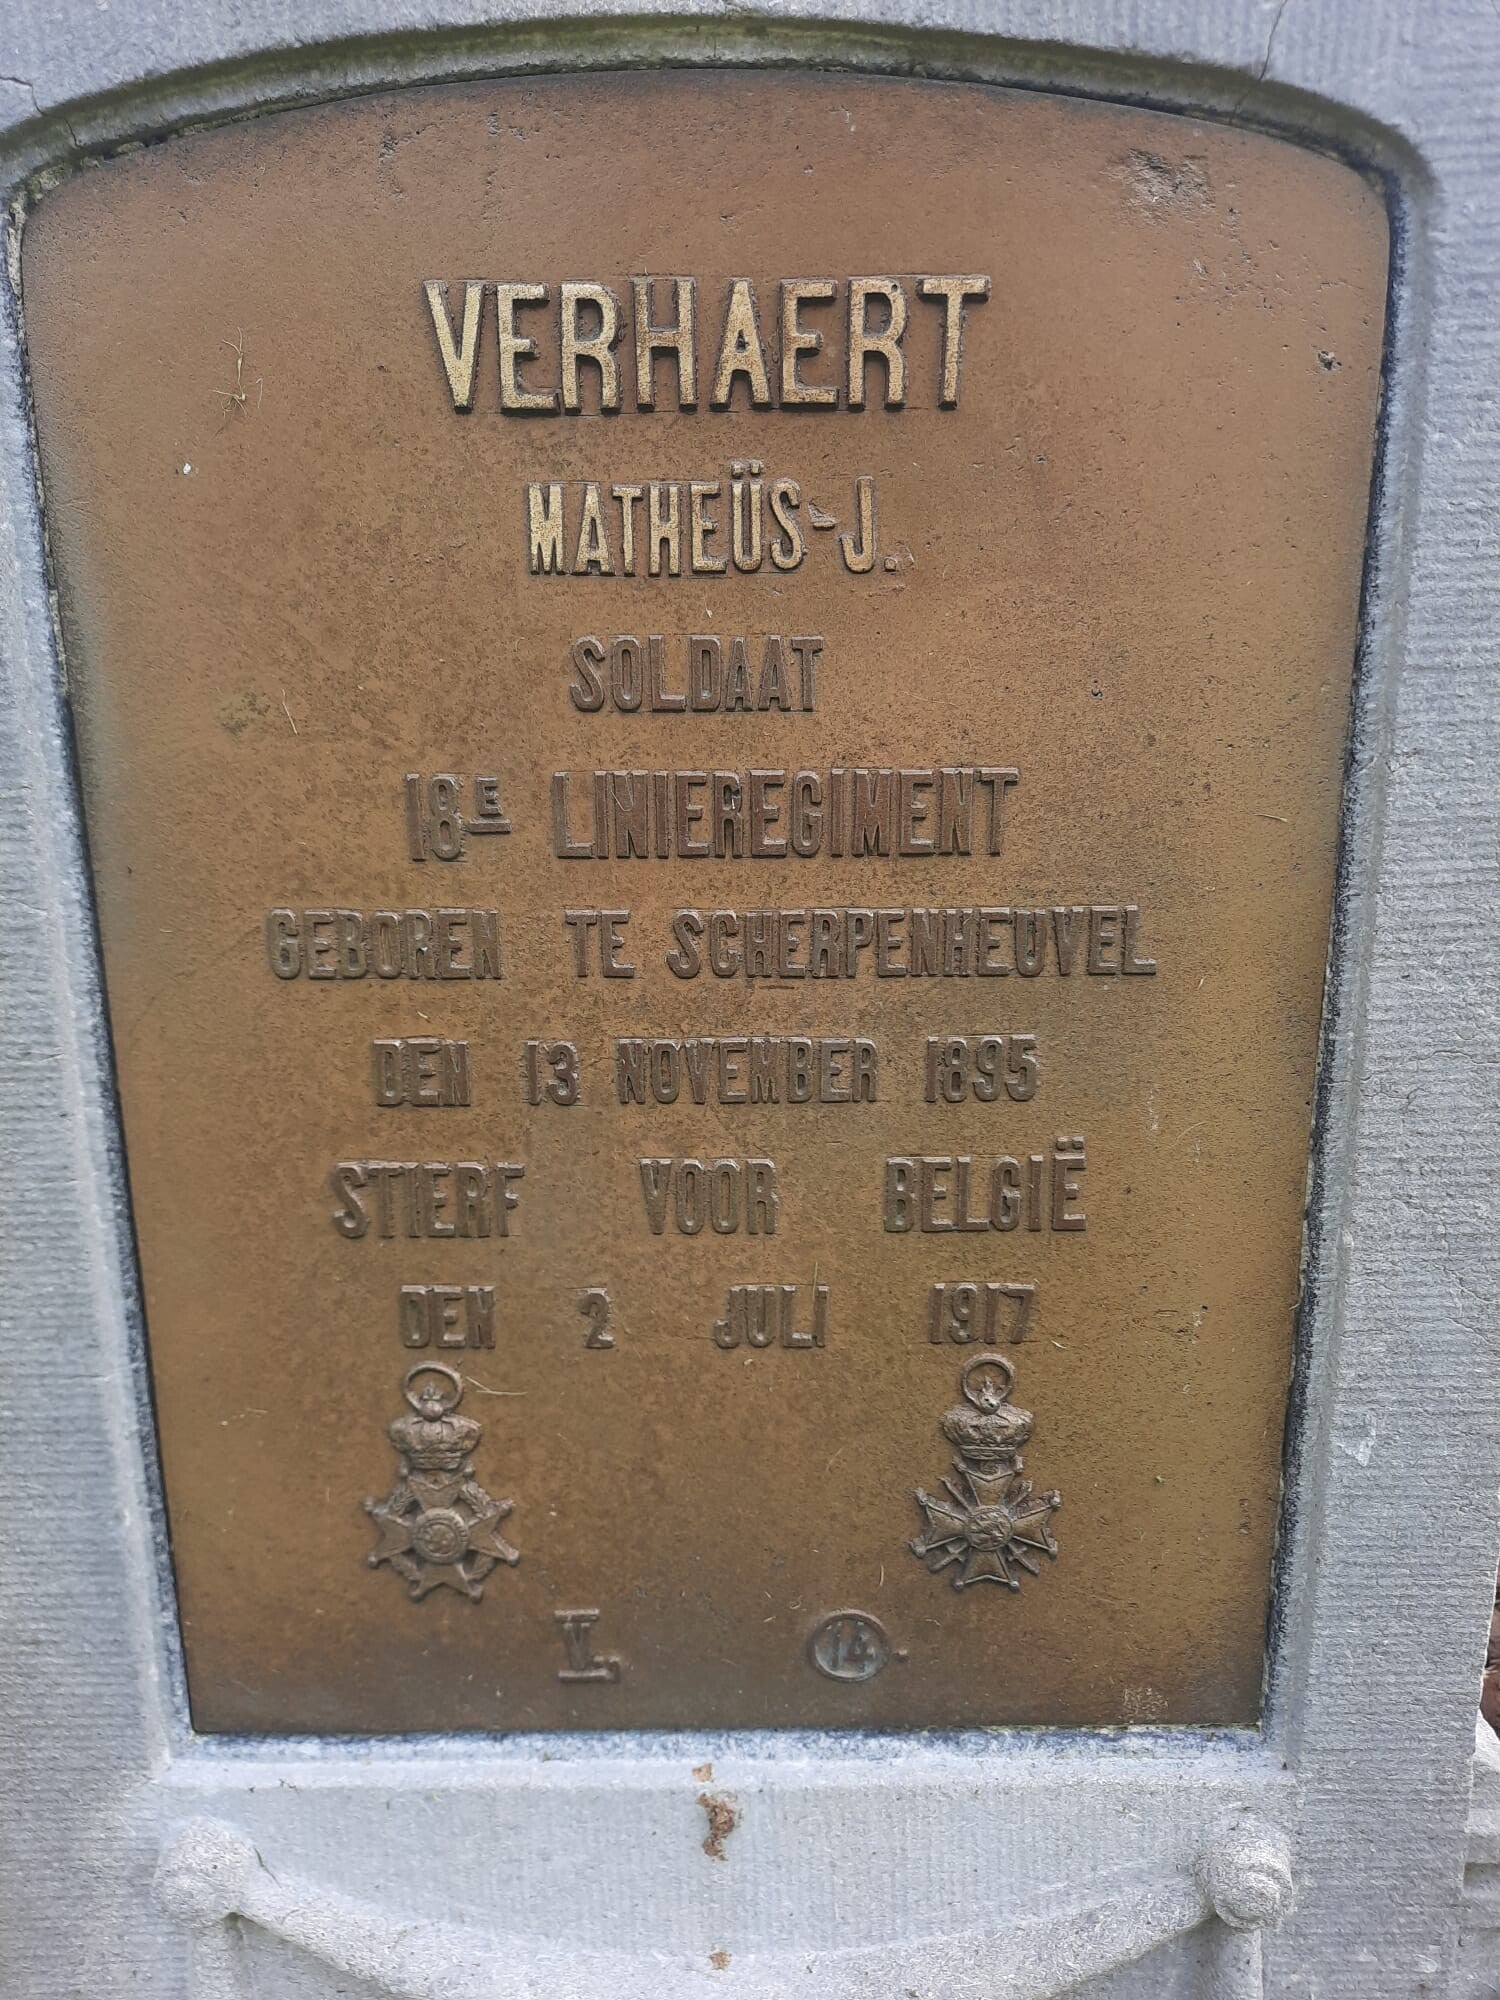 VERHAERT
MATHEÜS-J.
SOLDAAT
18E LINIEREGIMENT
GEBOREN TE SCHERPENHEUVEL
DEN 13 NOVEMBER 1895
STIERF VOOR BELGIË
DEN 2 JULI 1917
V. 14.